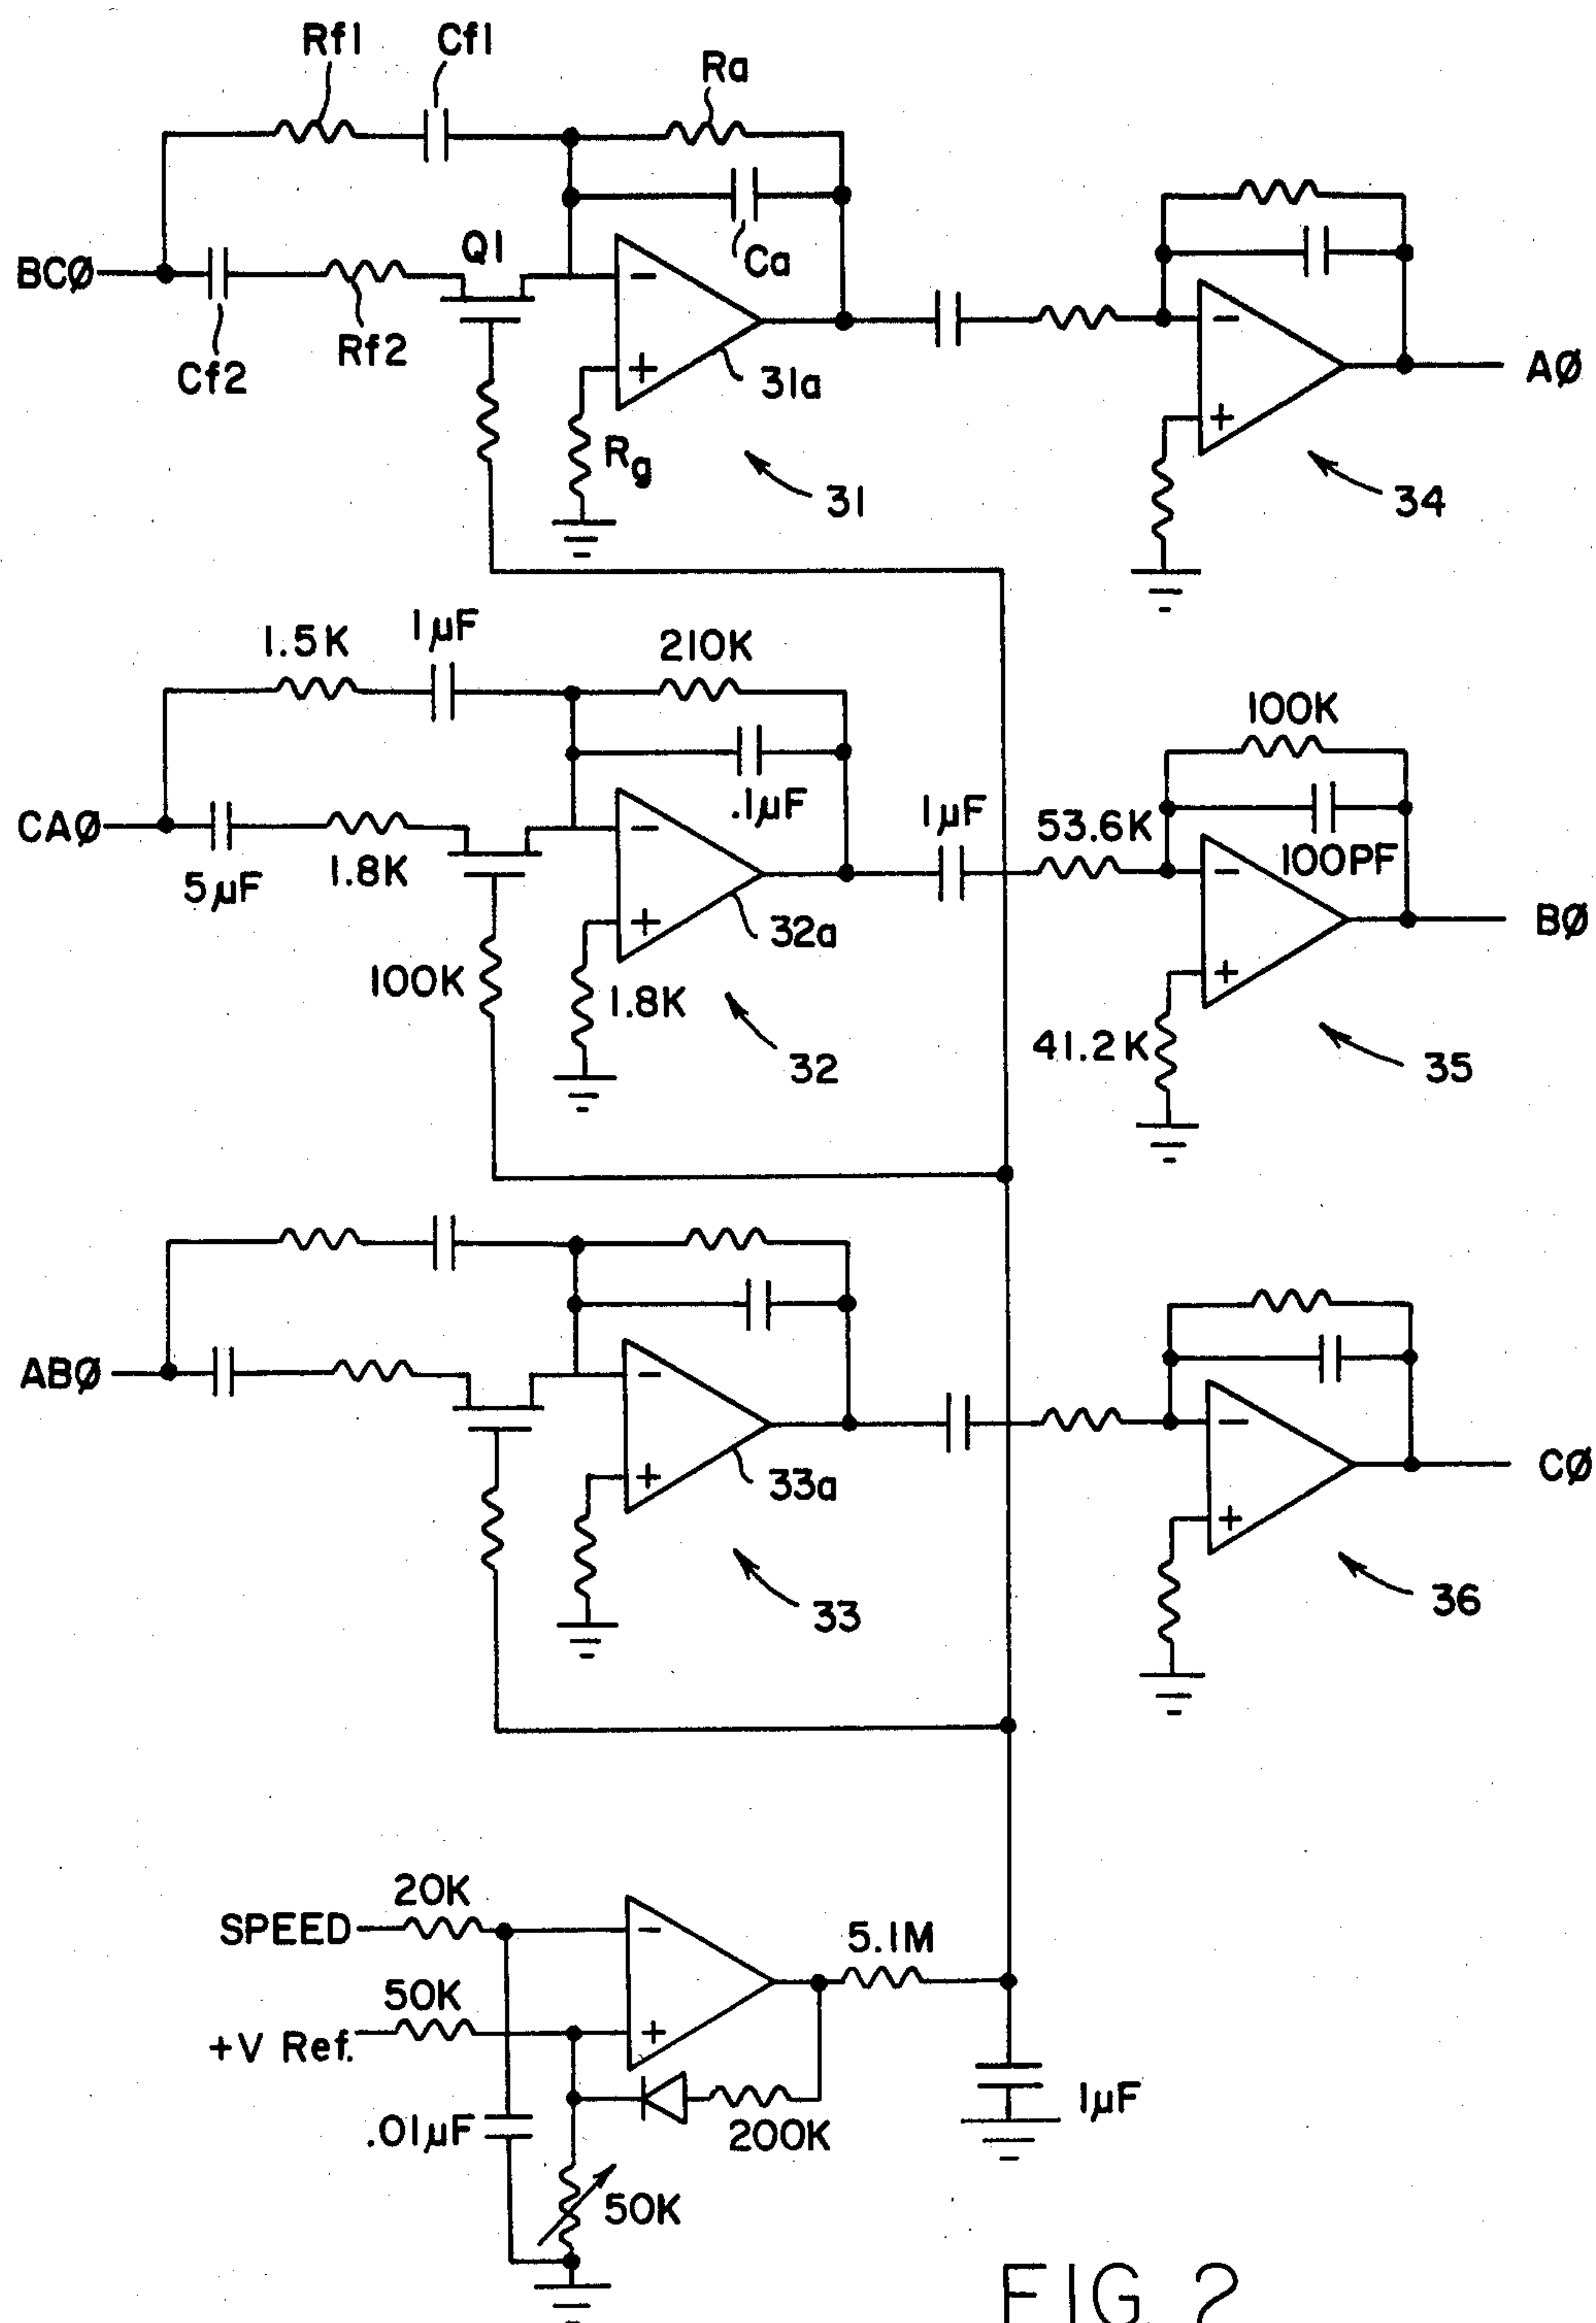 Rf1 Cf1 Ra
BCØ Q1 Ca
Cf2 Rf2 − + 31a
Rg 31
− + AØ
34
1.5K 1µF 210K
CAØ .1µF
5µF 1.8K − + 32a
100K 1.8K 32
1µF 53.6K 100K
100PF
− + BØ
41.2K 35
ABØ − + 33a
33
− + CØ
36
SPEED 20K − 5.1M
+V Ref. 50K +
.01µF 200K 1µF
50K
FIG. 2